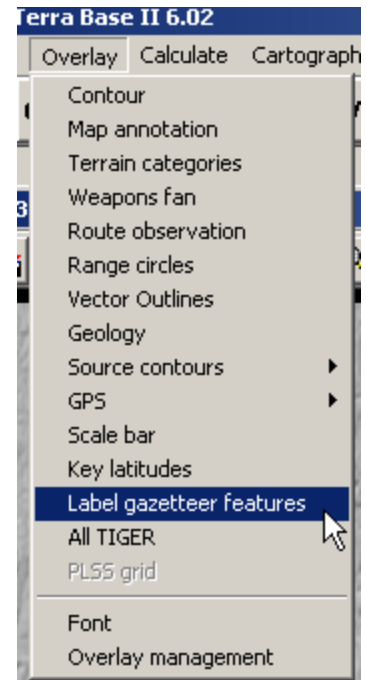 Terra Base II 6.02
Overlay Calculate Cartograph
Contour
Map annotation
Terrain categories
Weapons fan
Route observation
Range circles
Vector Outlines
Geology
Source contours
GPS
Scale bar
Key latitudes
Label gazetteer features
All TIGER
PLSS grid
Font
Overlay management